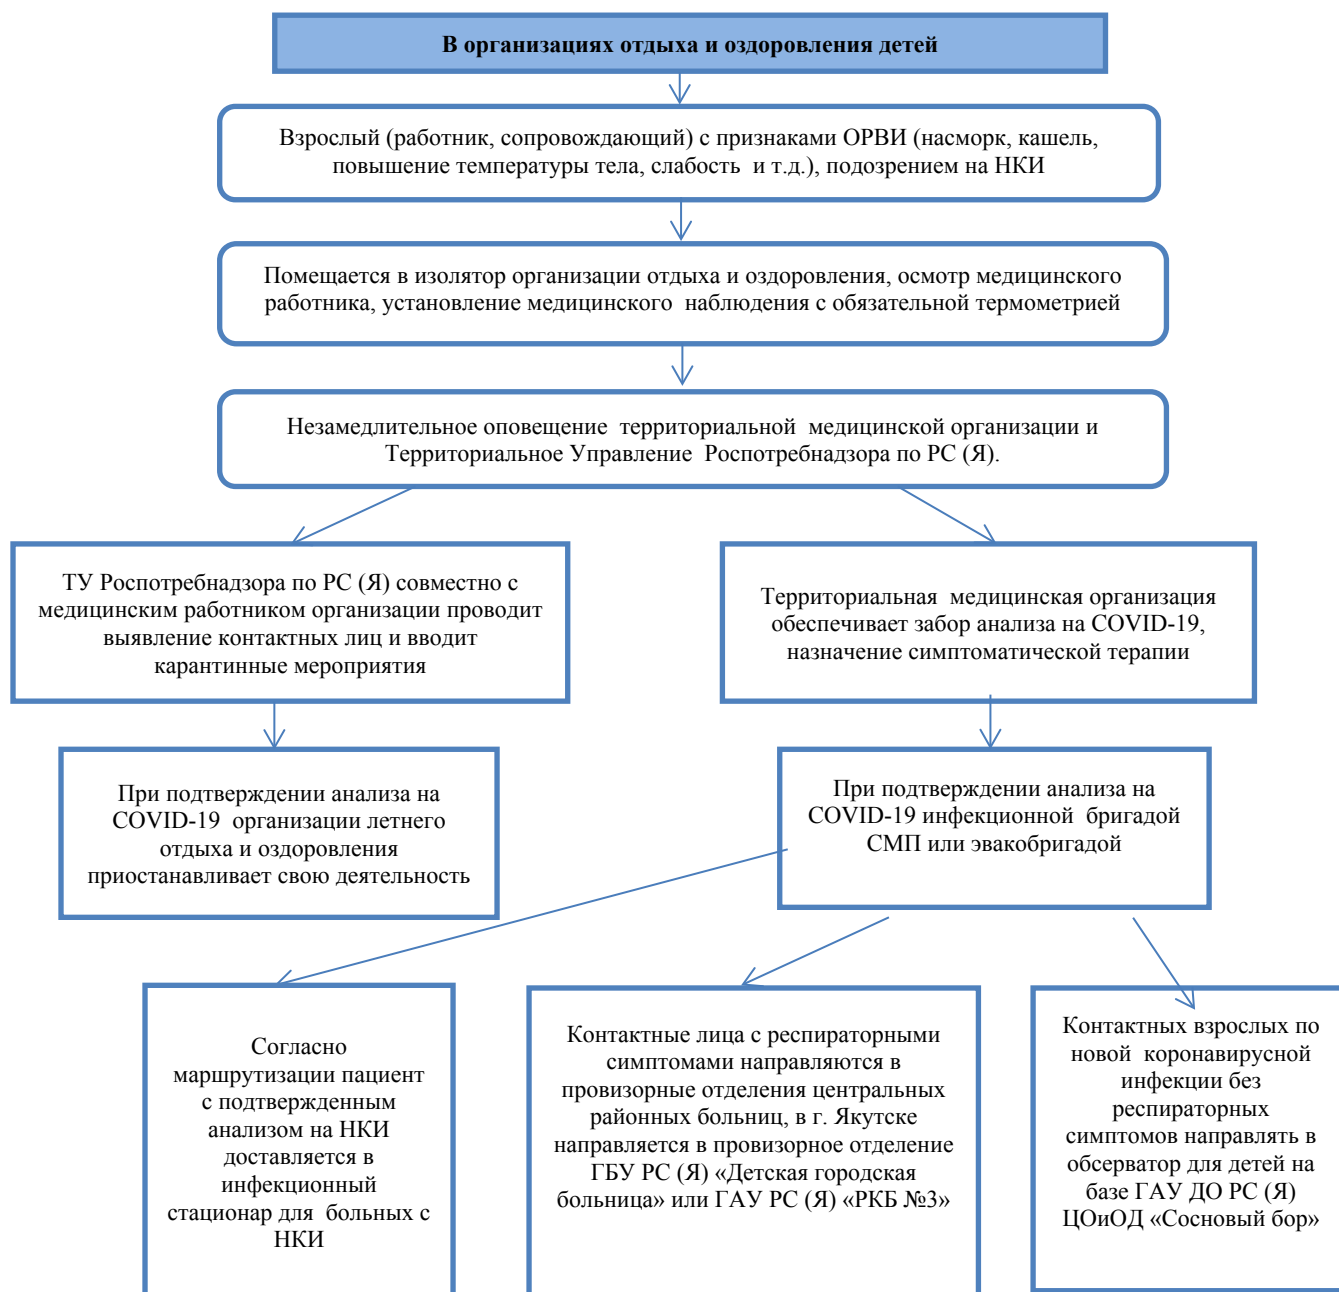 В организациях отдыха и оздоровления детей
Взрослый (работник, сопровождающий) с признаками ОРВИ (насморк, кашель,
повышение температуры тела, слабость и т.д.), подозрением на НКИ
Помещается в изолятор организации отдыха и оздоровления, осмотр медицинского
работника, установление медицинского наблюдения с обязательной термометрией
Незамедлительное оповещение территориальной медицинской организации и
Территориальное Управление Роспотребнадзора по РС (Я).
ТУ Роспотребнадзора по РС (Я) совместно с
медицинским работником организации проводит
выявление контактных лиц и вводит
карантинные мероприятия
Территориальная медицинская организация
обеспечивает забор анализа на COVID-19,
назначение симптоматической терапии
При подтверждении анализа на
COVID-19 организации летнего
отдыха и оздоровления
приостанавливает свою деятельность
При подтверждении анализа на
COVID-19 инфекционной бригадой
СМП или эвакобригадой
Согласно
маршрутизации пациент
с подтвержденным
анализом на НКИ
доставляется в
инфекционный
стационар для больных с
НКИ
Контактные лица с респираторными
симптомами направляются в
провизорные отделения центральных
районных больниц, в г. Якутске
направляется в провизорное отделение
ГБУ РС (Я) «Детская городская
больница» или ГАУ РС (Я) «РКБ №3»
Контактных взрослых по
новой коронавирусной
инфекции без
респираторных
симптомов направлять в
обсерватор для детей на
базе ГАУ ДО РС (Я)
ЦОиОД «Сосновый бор»